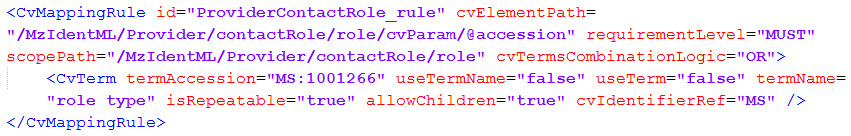 <CvMappingRule id="ProviderContactRole_rule" cvElementPath=
"/MzIdentML/Provider/contactRole/role/cvParam/@accession" requirementLevel="MUST"
scopePath="/MzIdentML/Provider/contactRole/role" cvTermsCombinationLogic="OR">
<CvTerm termAccession="MS:1001266" useTermName="false" useTerm="false" termName=
"role type" isRepeatable="true" allowChildren="true" cvIdentifierRef="MS" />
</CvMappingRule>